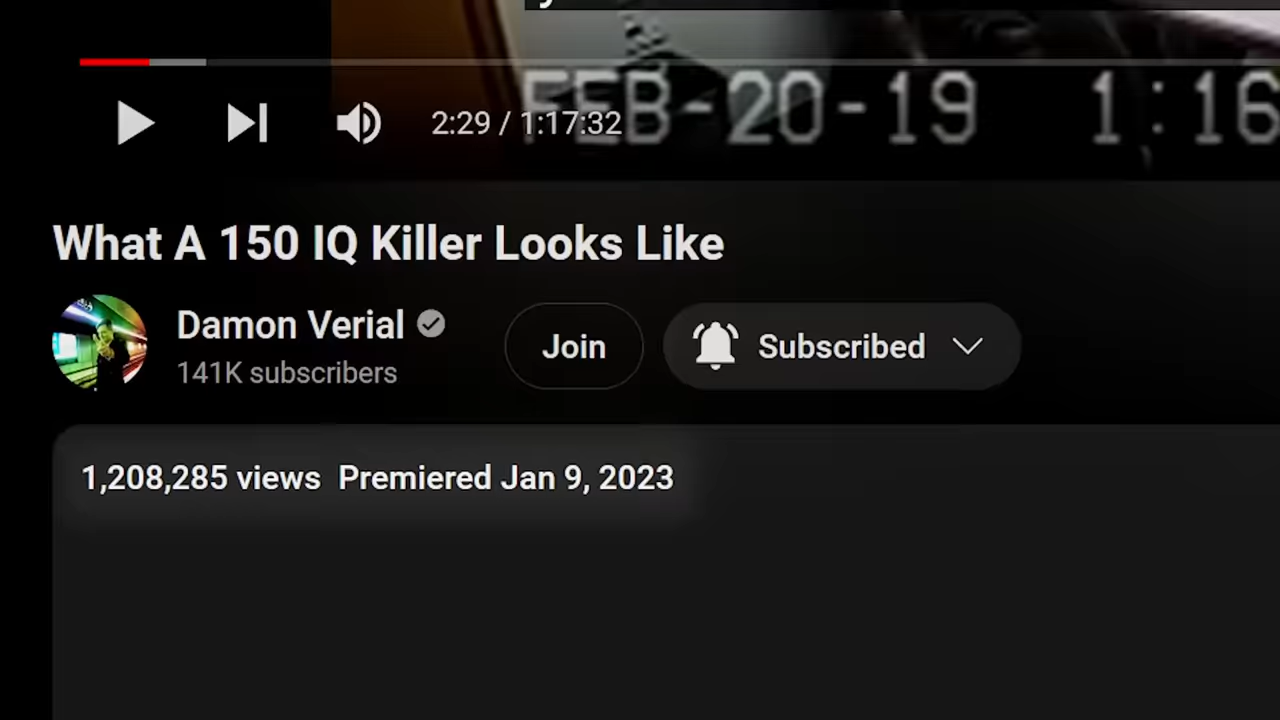 FEB-20-19 1:16
2:29 / 1:17:32
What A 150 IQ Killer Looks Like
Damon Verial
141K subscribers
Join
Subscribed
1,208,285 views Premiered Jan 9, 2023